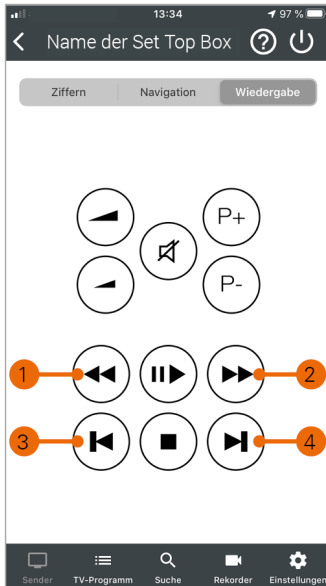 13:34
97 %
Name der Set Top Box ?
Ziffern Navigation Wiedergabe
P+
P-
1 2
3 4
Sender TV-Programm Suche Rekorder Einstellungen